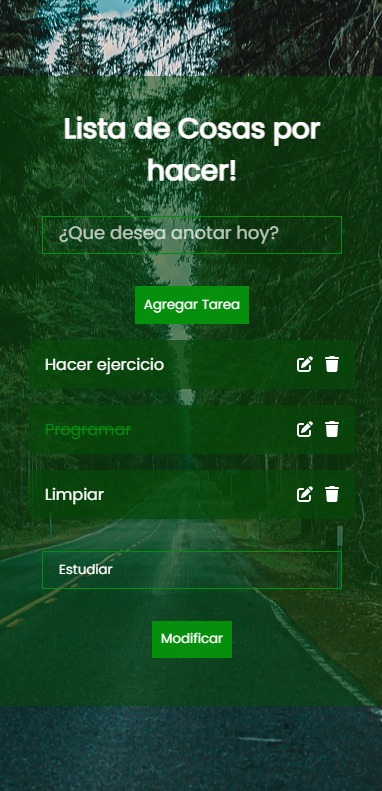 Lista de Cosas por
hacer!
¿Que desea anotar hoy?
Agregar Tarea
Hacer ejercicio
Programar
Limpiar
Estudiar
Modificar